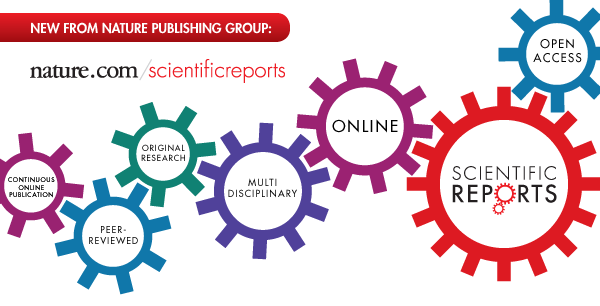 NEW FROM NATURE PUBLISHING GROUP:
nature.com/scientificreports
CONTINUOUS
ONLINE
PUBLICATION
PEER-
REVIEWED
ORIGINAL
RESEARCH
MULTI
DISCIPLINARY
ONLINE
SCIENTIFIC
REPORTS
OPEN
ACCESS